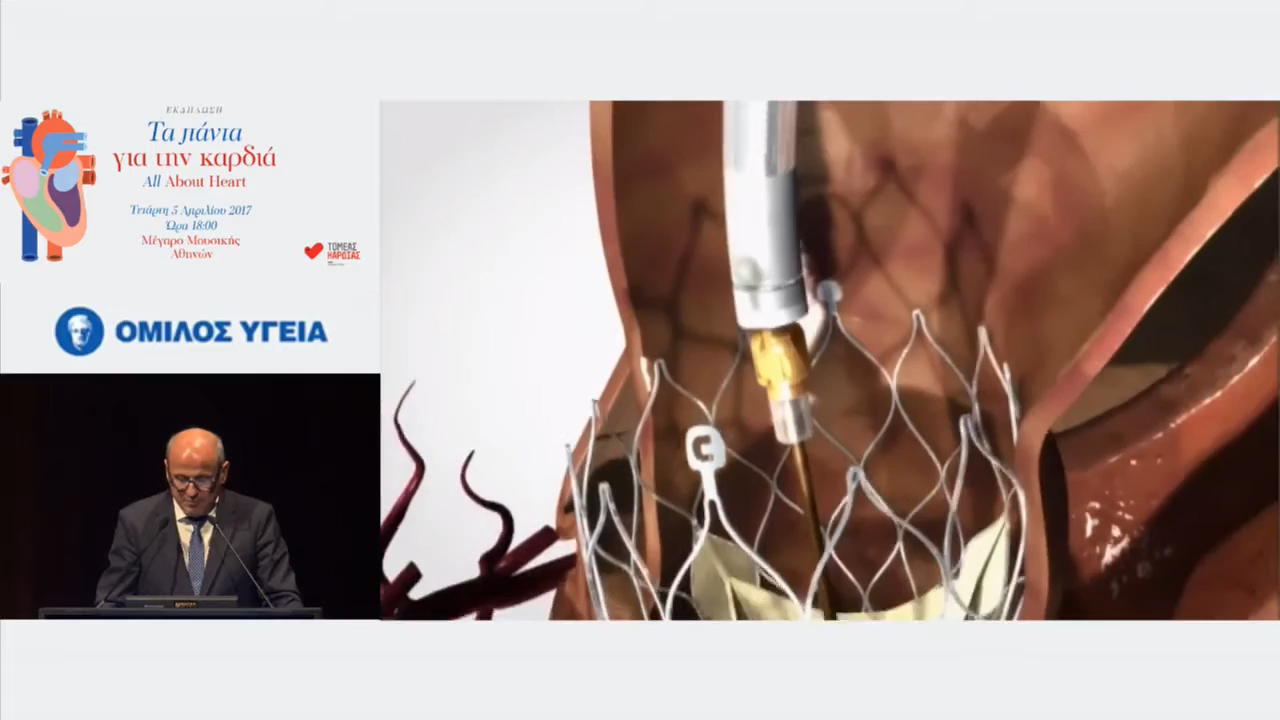 ΕΚΔΗΛΩΣΗ
Τα πάντα
για την καρδιά
All About Heart
Τετάρτη 5 Απριλίου 2017
Ώρα 18:00
Μέγαρο Μουσικής
Αθηνών
ΤΟΜΕΑΣ
ΚΑΡΔΙΑΣ
ΟΜΙΛΟΣ ΥΓΕΙΑ
C